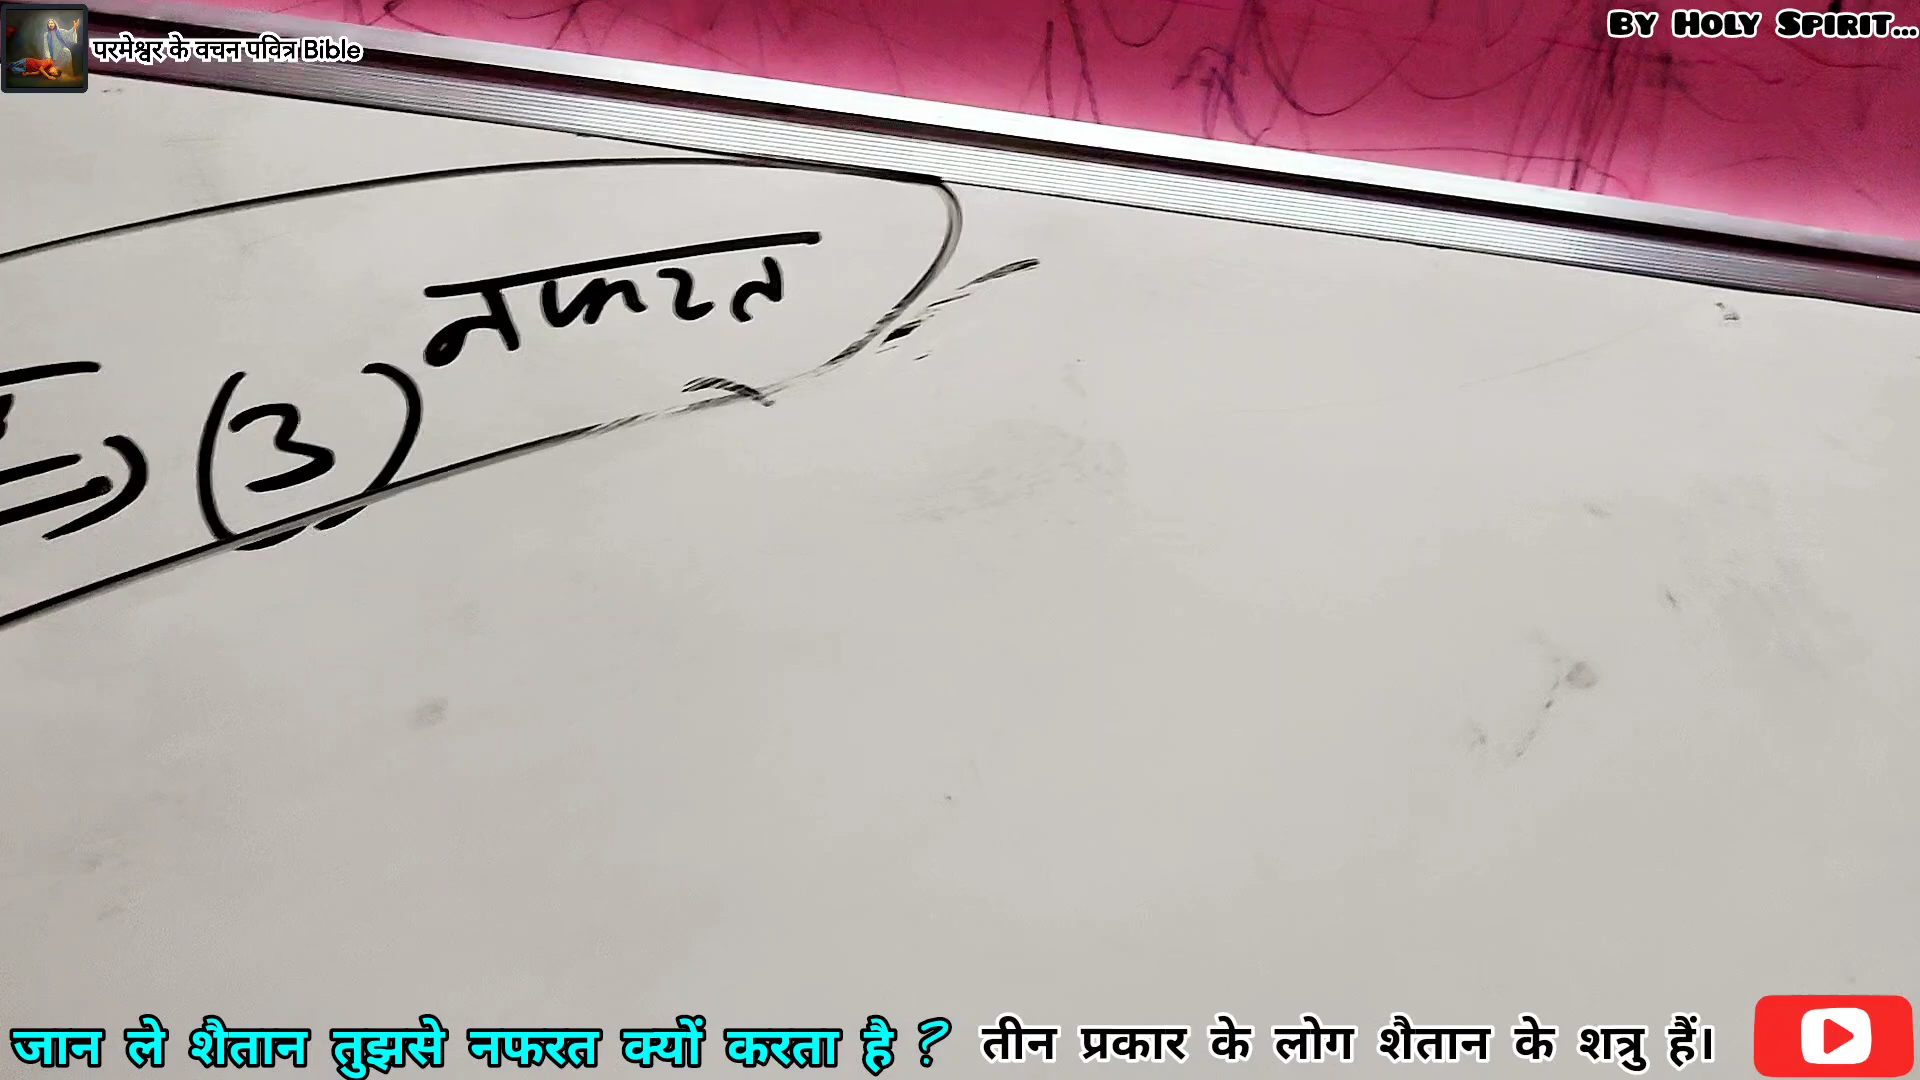 परमेश्वर के वचन पवित्र Bible
By Holy Spirit...
नफरत
⇒ (3)
जान ले शैतान तुझसे नफरत क्यों करता है ? तीन प्रकार के लोग शैतान के शत्रु हैं।